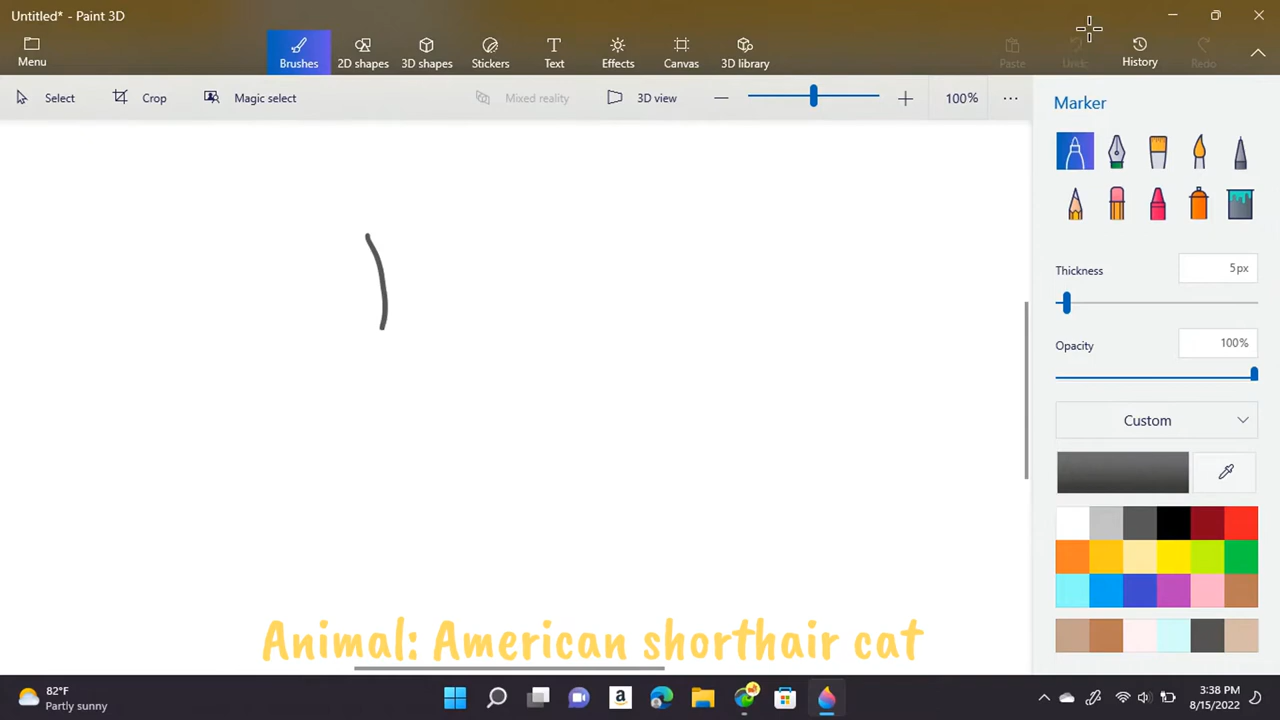 Untitled* - Paint 3D
Menu
Brushes
2D shapes
3D shapes
Stickers
Text
Effects
Canvas
3D library
Paste
Undo
History
Redo
Select
Crop
Magic select
Mixed reality
3D view
100%
Marker
Thickness
5px
Opacity
100%
Custom
Animal: American shorthair cat
82°F
Partly sunny
3:38 PM
8/15/2022